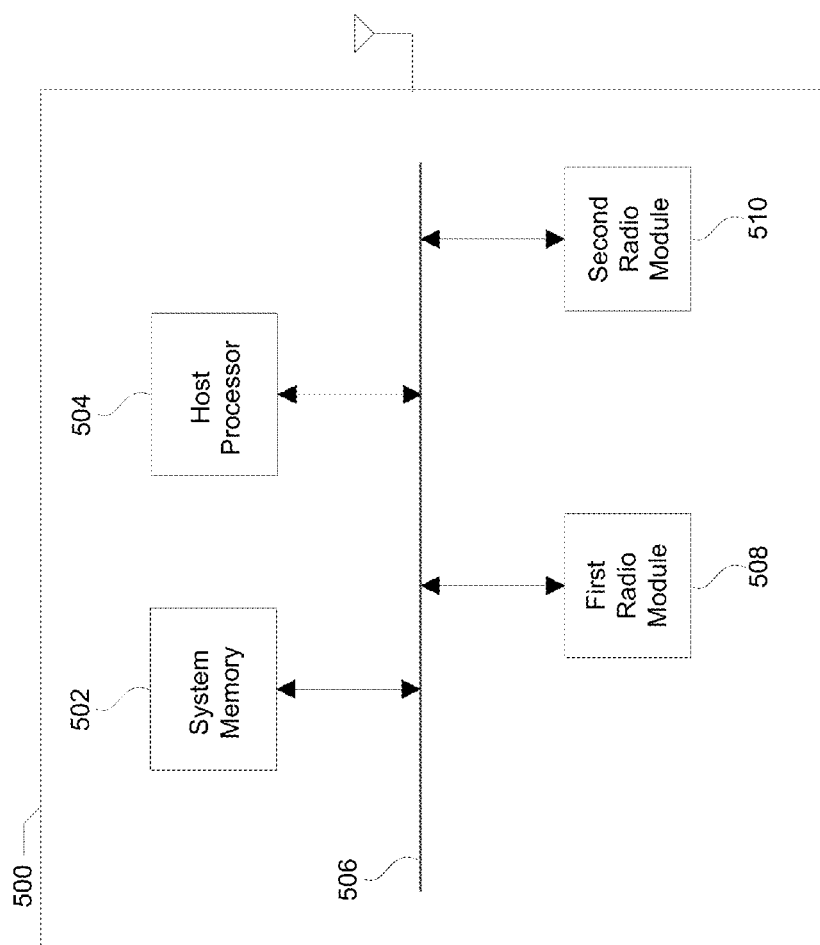 500
502
System
Memory
504
Host
Processor
506
First
Radio
Module
508
Second
Radio
Module
510